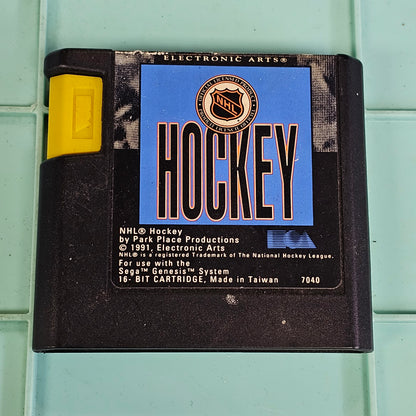 ELECTRONIC ARTS®
NHL
HOCKEY
NHL® Hockey
by Park Place Productions
© 1991, Electronic Arts
NHL® is a registered Trademark of The National Hockey League.
For use with the
Sega™ Genesis™ System
16- BIT CARTRIDGE, Made in Taiwan 7040